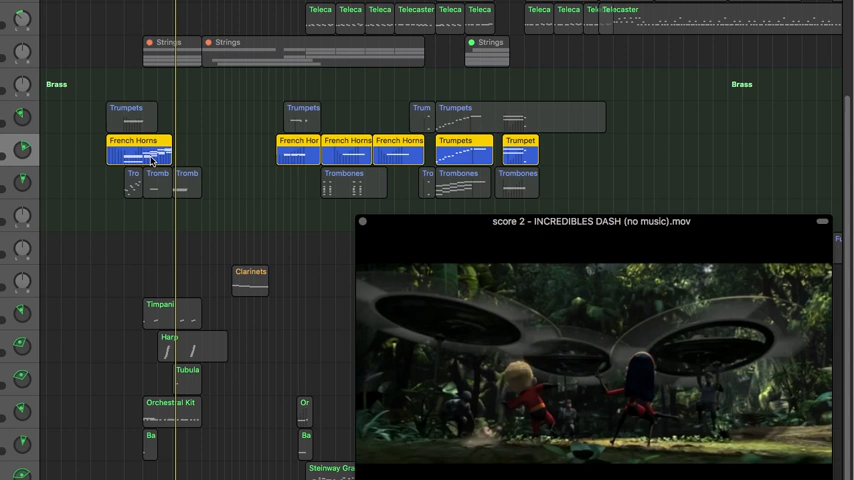 Teleca Teleca Teleca Telecaster Teleca Teleca Teleca Teleca Tele Telecaster
Strings Strings Strings
Brass Brass
Trumpets Trumpets Trum Trumpets
French Horns French Hor French Horns French Horns Trumpets Trumpet
Tro Tromb Tromb Trombones Tro Trombones Trombones
score 2 - INCREDIBLES DASH (no music).mov
Clarinets
Timpani
Harp
Tubula
Orchestral Kit Or
Ba Ba
Steinway Gra